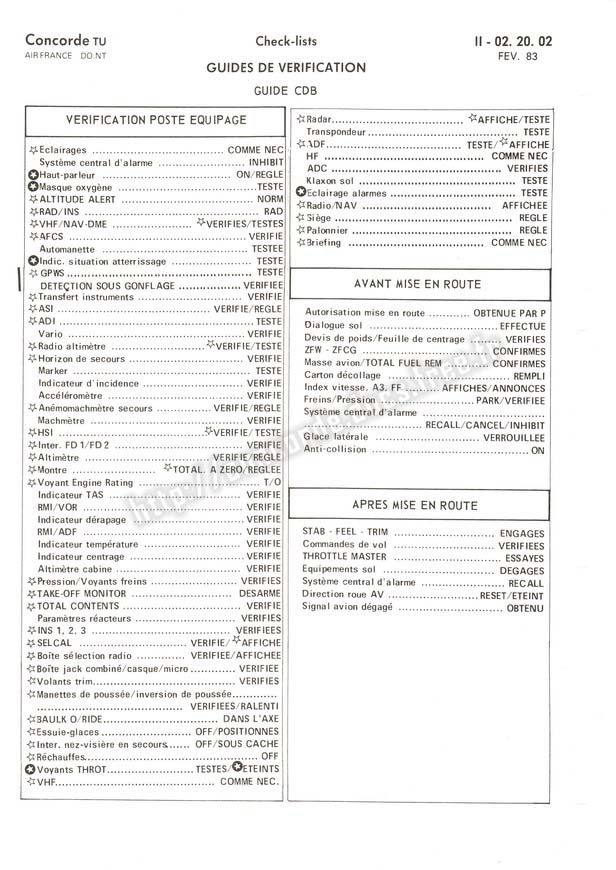 Concorde TU
AIR FRANCE DO.NT
Check-lists
II - 02. 20. 02
FEV. 83
GUIDES DE VERIFICATION
GUIDE CDB
VERIFICATION POSTE EQUIPAGE
☆Eclairages ........ COMME NEC
Système central d'alarme ........ INHIBIT
✪Haut-parleur ........ ON/REGLE
✪Masque oxygène ........TESTE
☆ALTITUDE ALERT ........ NORM
☆RAD/INS ........ RAD
☆VHF/NAV-DME ........ ☆VERIFIES/TESTES
☆AFCS ........ VERIFIE
Automanette ........ TESTEE
✪Indic. situation atterrissage ........ TESTE
☆ GPWS ........ TESTE
DETECTION SOUS GONFLAGE ........ VERIFIEE
☆Transfert instruments ........ VERIFIE
☆ASI ........ VERIFIE/REGLE
☆ADI ........ TESTE
Vario ........ VERIFIE
☆Radio altimètre ........☆VERIFIE/TESTE
☆Horizon de secours ........ VERIFIE
Marker ........ TESTE
Indicateur d'incidence ........ VERIFIE
Accéléromètre ........ VERIFIE
☆Anémomachmètre secours ........ VERIFIE/REGLE
Machmètre ........ VERIFIE
☆HSI ........☆VERIFIE/TESTE
☆Inter. FD 1/FD 2 ........ VERIFIE
☆Altimètre ........ VERIFIE/REGLE
☆Montre ........ ☆TOTAL. A ZERO/REGLEE
☆Voyant Engine Rating ........ T/O
Indicateur TAS ........ VERIFIE
RMI/VOR ........ VERIFIE
Indicateur dérapage ........ VERIFIE
RMI/ADF ........ VERIFIE
Indicateur température ........ VERIFIE
Indicateur centrage ........ VERIFIE
Altimètre cabine ........ VERIFIE
☆Pression/Voyants freins ........ VERIFIES
☆TAKE-OFF MONITOR ........ DESARME
☆TOTAL CONTENTS ........ VERIFIE
Paramètres réacteurs ........ VERIFIES
☆INS 1, 2, 3 ........ VERIFIEES
☆SELCAL ........ VERIFIE/☆AFFICHE
☆Boîte sélection radio ........ VERIFIEE/AFFICHEE
☆Boîte jack combiné/casque/micro ........ VERIFIEE
☆Volants trim........ VERIFIES
☆Manettes de poussée/inversion de poussée........
........ VERIFIEES/RALENTI
☆BAULK O/RIDE........ DANS L'AXE
☆Essuie-glaces ........ OFF/POSITIONNES
☆Inter. nez-visière en secours....... OFF/SOUS CACHE
☆Réchauffes........ OFF
✪Voyants THROT........ TESTES/✪ETEINTS
☆VHF........ COMME NEC.
☆Radar........ ☆AFFICHE/TESTE
Transpondeur ........ TESTE
☆ADF ........ TESTE/☆AFFICHE
HF ........ COMME NEC
ADC ........ VERIFIES
Klaxon sol ........ TESTE
✪Eclairage alarmes ........ TESTE
☆Radio/NAV ........ AFFICHEE
☆Siège ........ REGLE
☆Palonnier ........ REGLE
☆Briefing ........ COMME NEC
AVANT MISE EN ROUTE
Autorisation mise en route ........ OBTENUE PAR P
Dialogue sol ........ EFFECTUE
Devis de poids/Feuille de centrage ........ VERIFIES
ZFW - ZFCG ........ CONFIRMES
Masse avion/TOTAL FUEL REM ........ CONFIRMES
Carton décollage ........ REMPLI
Index vitesse, A3, FF ........ AFFICHES/ANNONCES
Freins/Pression ........ PARK/VERIFIEE
Système central d'alarme ........
........ RECALL/CANCEL/INHIBIT
Glace latérale ........ VERROUILLEE
Anti-collision ........ ON
APRES MISE EN ROUTE
STAB - FEEL - TRIM ........ ENGAGES
Commandes de vol ........ VERIFIEES
THROTTLE MASTER ........ ESSAYES
Equipements sol ........ DEGAGES
Système central d'alarme ........ RECALL
Direction roue AV ........ RESET/ETEINT
Signal avion dégagé ........ OBTENU